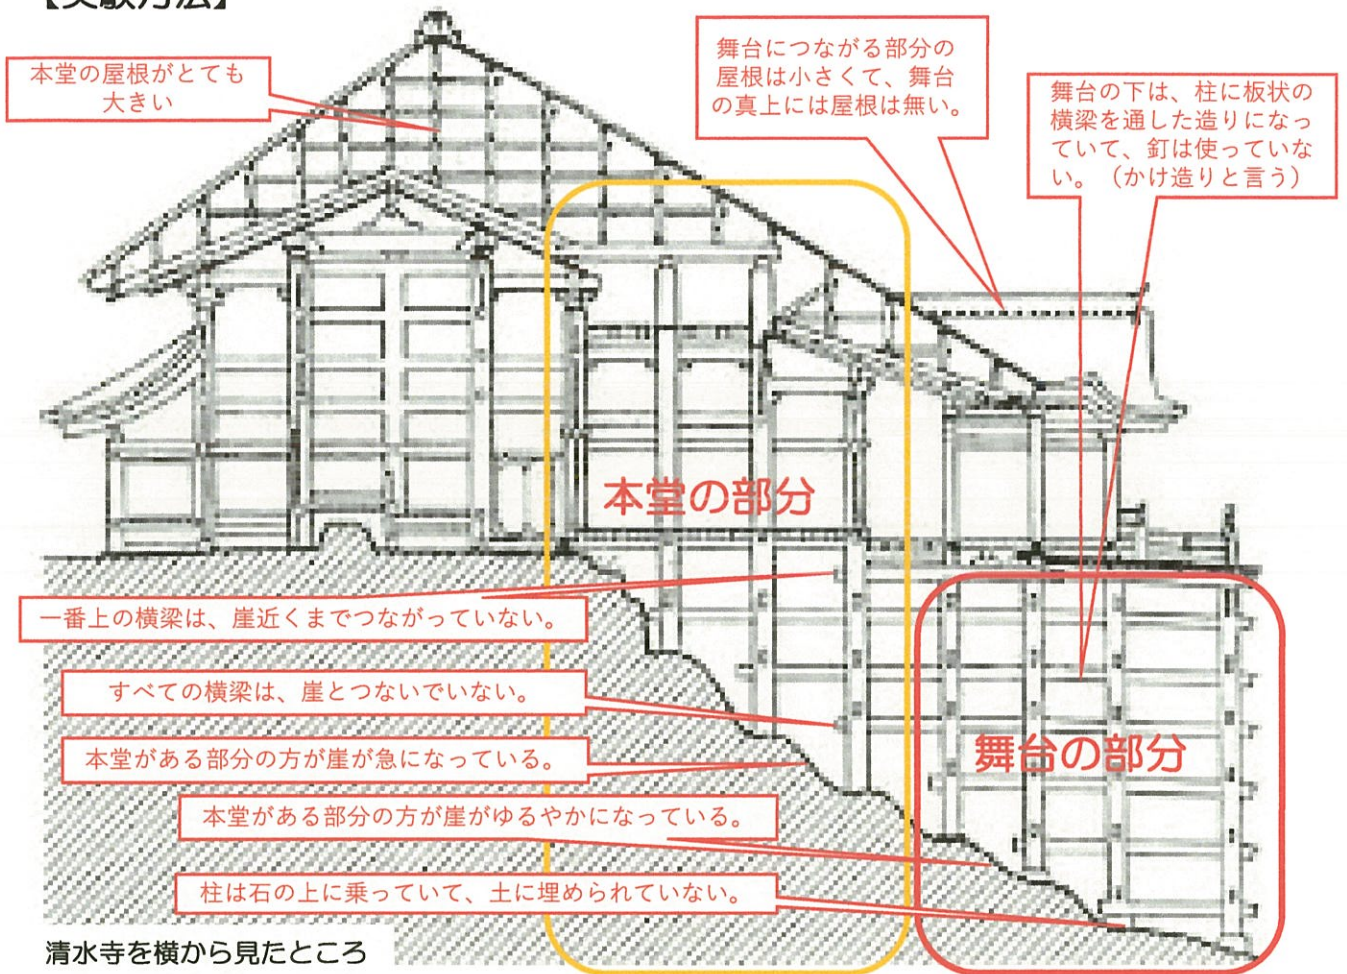 【実験方法】
本堂の屋根がとても
大きい
舞台につながる部分の
屋根は小さくて、舞台
の真上には屋根は無い。
舞台の下は、柱に板状の
横梁を通した造りになっ
ていて、釘は使っていな
い。（かけ造りと言う）
本堂の部分
一番上の横梁は、崖近くまでつながっていない。
すべての横梁は、崖とつないでいない。
本堂がある部分の方が崖が急になっている。
舞台の部分
本堂がある部分の方が崖がゆるやかになっている。
柱は石の上に乗っていて、土に埋められていない。
清水寺を横から見たところ